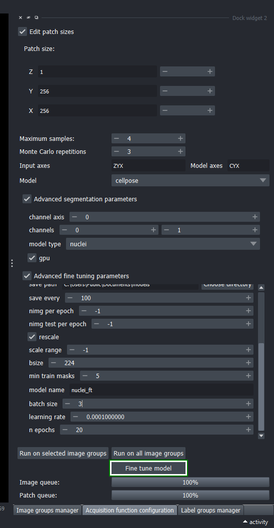 Dock widget 2
Edit patch sizes
Patch size:
Z 1 − +
Y 256 − +
X 256 − +
Maximum samples: − 4 +
Monte Carlo repetitions − 3 +
Input axes ZYX Model axes CYX
Model cellpose
Advanced segmentation parameters
channel axis − 0 +
channels − 0 + − 1 +
model type nuclei
gpu
Advanced fine tuning parameters
save path Choose directory
save every − 100 +
nimg per epoch − -1 +
nimg test per epoch − -1 +
rescale
scale range − -1 +
bsize − 224 +
min train masks − 5 +
model name nuclei_ft
batch size − 3 +
learning rate − 0.0001000000 +
n epochs − 20 +
Run on selected image groups Run on all image groups
Fine tune model
Image queue: 100%
Patch queue: 100%
Image groups manager Acquisition function configuration Label groups manager
activity